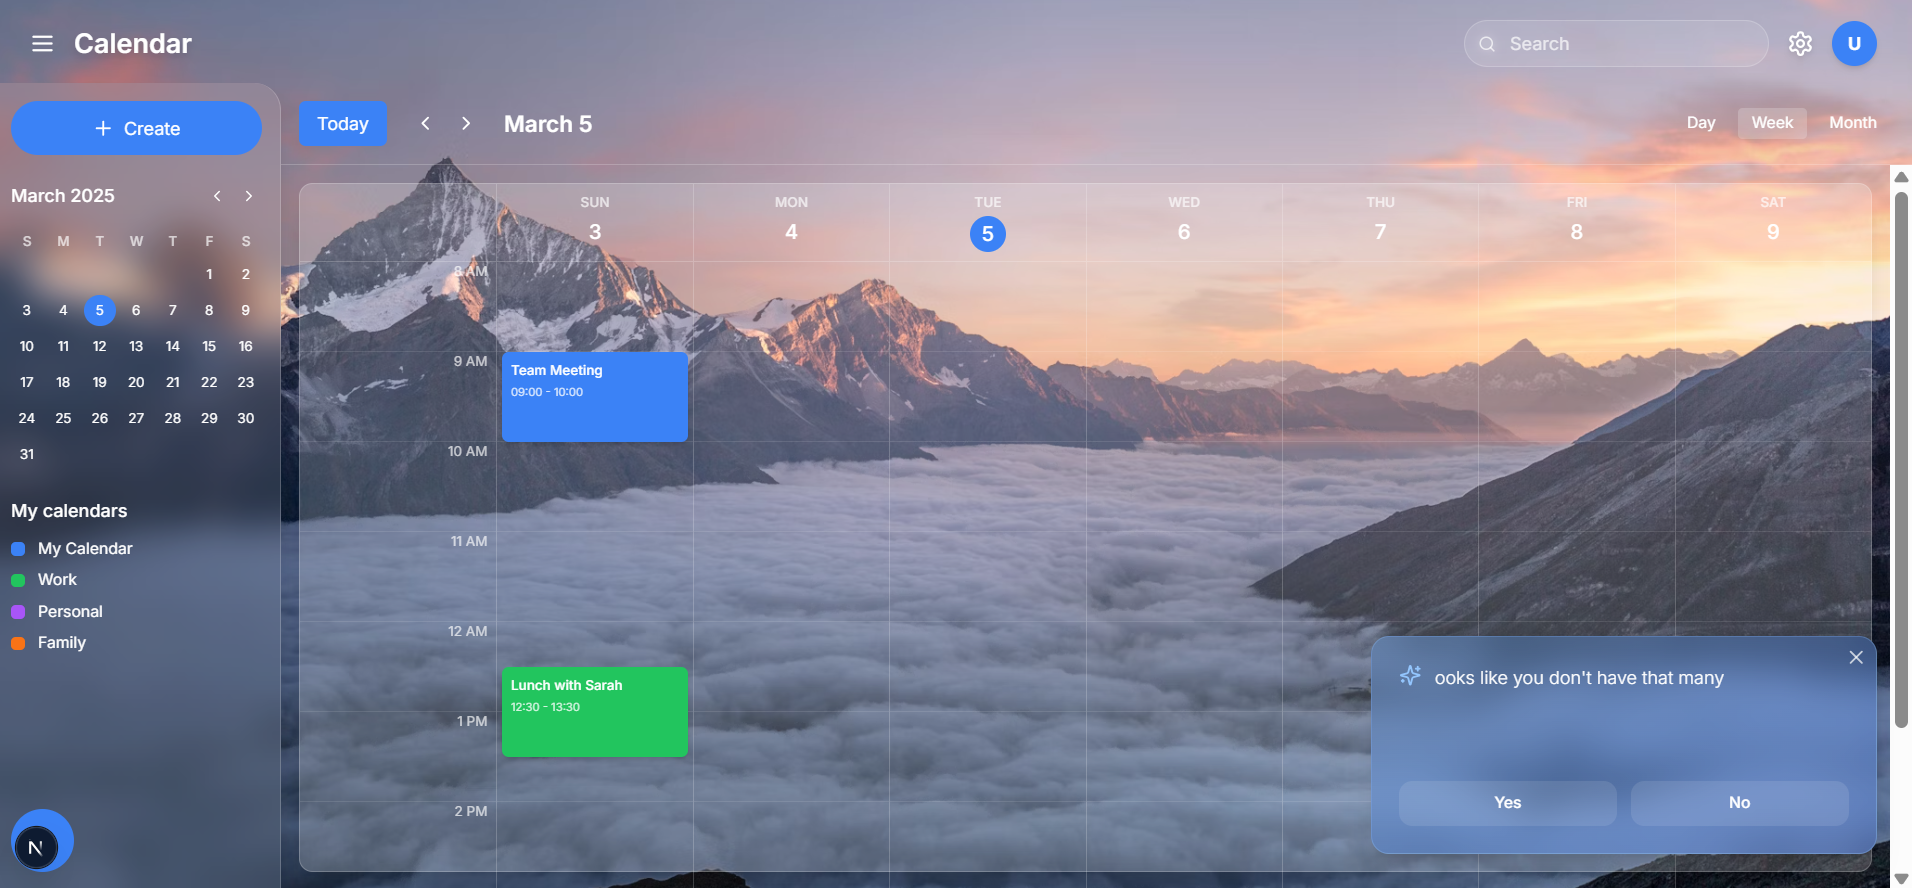 Calendar
Search
U
Create
Today
March 5
Day
Week
Month
March 2025
S M T W T F S
1 2
3 4 5 6 7 8 9
10 11 12 13 14 15 16
17 18 19 20 21 22 23
24 25 26 27 28 29 30
31
My calendars
My Calendar
Work
Personal
Family
N
SUN MON TUE WED THU FRI SAT
3 4 5 6 7 8 9
8 AM
9 AM
Team Meeting
09:00 - 10:00
10 AM
11 AM
12 AM
Lunch with Sarah
12:30 - 13:30
1 PM
2 PM
ooks like you don't have that many
Yes
No